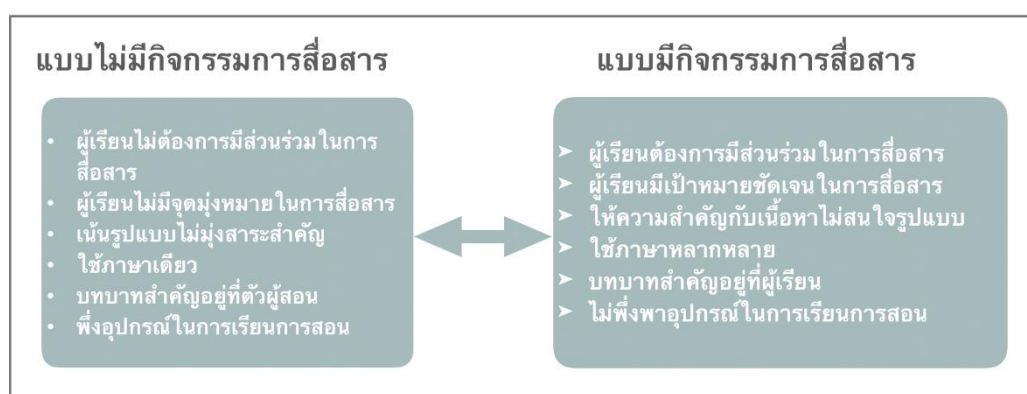 แบบไม่มีกิจกรรมการสื่อสาร
• ผู้เรียนไม่ต้องการมีส่วนร่วมในการ
สื่อสาร
• ผู้เรียนไม่มีจุดมุ่งหมายในการสื่อสาร
• เน้นรูปแบบไม่มุ่งสาระสำคัญ
• ใช้ภาษาเดียว
• บทบาทสำคัญอยู่ที่ตัวผู้สอน
• พึ่งอุปกรณ์ในการเรียนการสอน
แบบมีกิจกรรมการสื่อสาร
➤ ผู้เรียนต้องการมีส่วนร่วมในการสื่อสาร
➤ ผู้เรียนมีเป้าหมายชัดเจนในการสื่อสาร
➤ ให้ความสำคัญกับเนื้อหาไม่สนใจรูปแบบ
➤ ใช้ภาษาหลากหลาย
➤ บทบาทสำคัญอยู่ที่ผู้เรียน
➤ ไม่พึ่งพาอุปกรณ์ในการเรียนการสอน